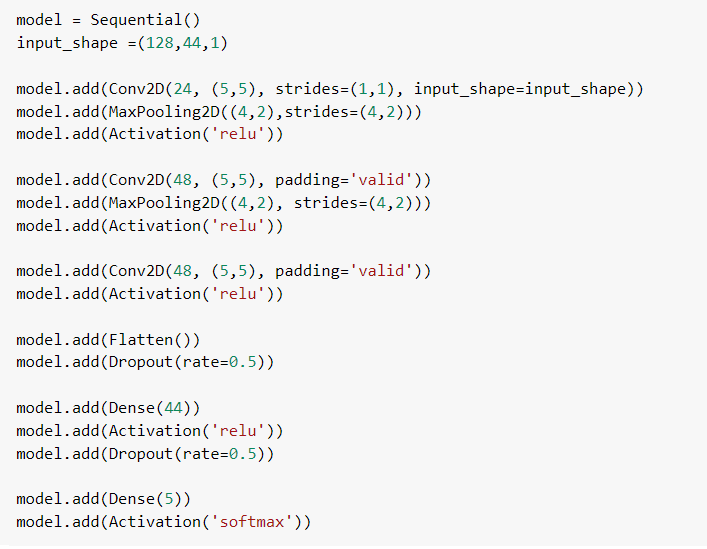 model = Sequential()
input_shape =(128,44,1)
model.add(Conv2D(24, (5,5), strides=(1,1), input_shape=input_shape))
model.add(MaxPooling2D((4,2),strides=(4,2)))
model.add(Activation('relu'))
model.add(Conv2D(48, (5,5), padding='valid'))
model.add(MaxPooling2D((4,2), strides=(4,2)))
model.add(Activation('relu'))
model.add(Conv2D(48, (5,5), padding='valid'))
model.add(Activation('relu'))
model.add(Flatten())
model.add(Dropout(rate=0.5))
model.add(Dense(44))
model.add(Activation('relu'))
model.add(Dropout(rate=0.5))
model.add(Dense(5))
model.add(Activation('softmax'))